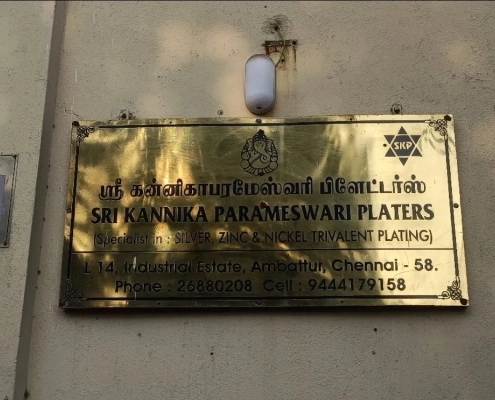 SKP
ஸ்ரீ கன்னிகாபரமேஸ்வரி பிளேட்டர்ஸ்
SRI KANNIKA PARAMESWARI PLATERS
(Specialist in : SILVER, ZINC & NICKEL TRIVALENT PLATING)
L 14, Industrial Estate, Ambattur, Chennai - 58.
Phone : 26880208 Cell : 9444179158